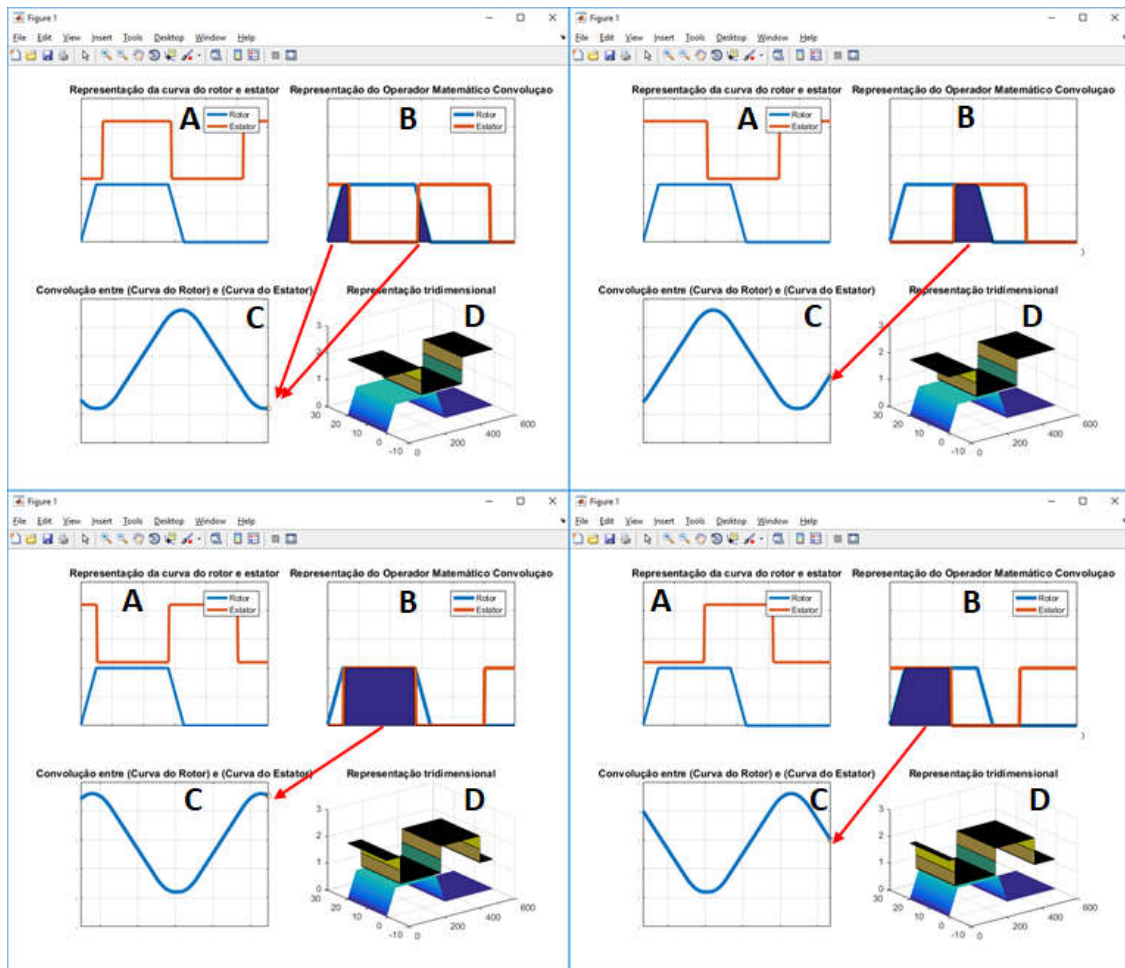 Figure 1
File Edit View Insert Tools Desktop Window Help
Representação da curva do rotor e estator
A
Rotor
Estator
Representação do Operador Matemático Convoluçao
B
Rotor
Estator
Convolução entre (Curva do Rotor) e (Curva do Estator)
C
Representação tridimensional
D
3
2
1
0
30
20
10
0
-10
0
200
400
600
Figure 1
File Edit View Insert Tools Desktop Window Help
Representação da curva do rotor e estator
A
Rotor
Estator
Representação do Operador Matemático Convoluçao
B
Rotor
Estator
Convolução entre (Curva do Rotor) e (Curva do Estator)
C
Representação tridimensional
D
3
2
1
0
30
20
10
0
-10
0
200
400
600
Figure 1
File Edit View Insert Tools Desktop Window Help
Representação da curva do rotor e estator
A
Rotor
Estator
Representação do Operador Matemático Convoluçao
B
Rotor
Estator
Convolução entre (Curva do Rotor) e (Curva do Estator)
C
Representação tridimensional
D
3
2
1
0
30
20
10
0
-10
0
200
400
600
Figure 1
File Edit View Insert Tools Desktop Window Help
Representação da curva do rotor e estator
A
Rotor
Estator
Representação do Operador Matemático Convoluçao
B
Rotor
Estator
Convolução entre (Curva do Rotor) e (Curva do Estator)
C
Representação tridimensional
D
3
2
1
0
30
20
10
0
-10
0
200
400
600